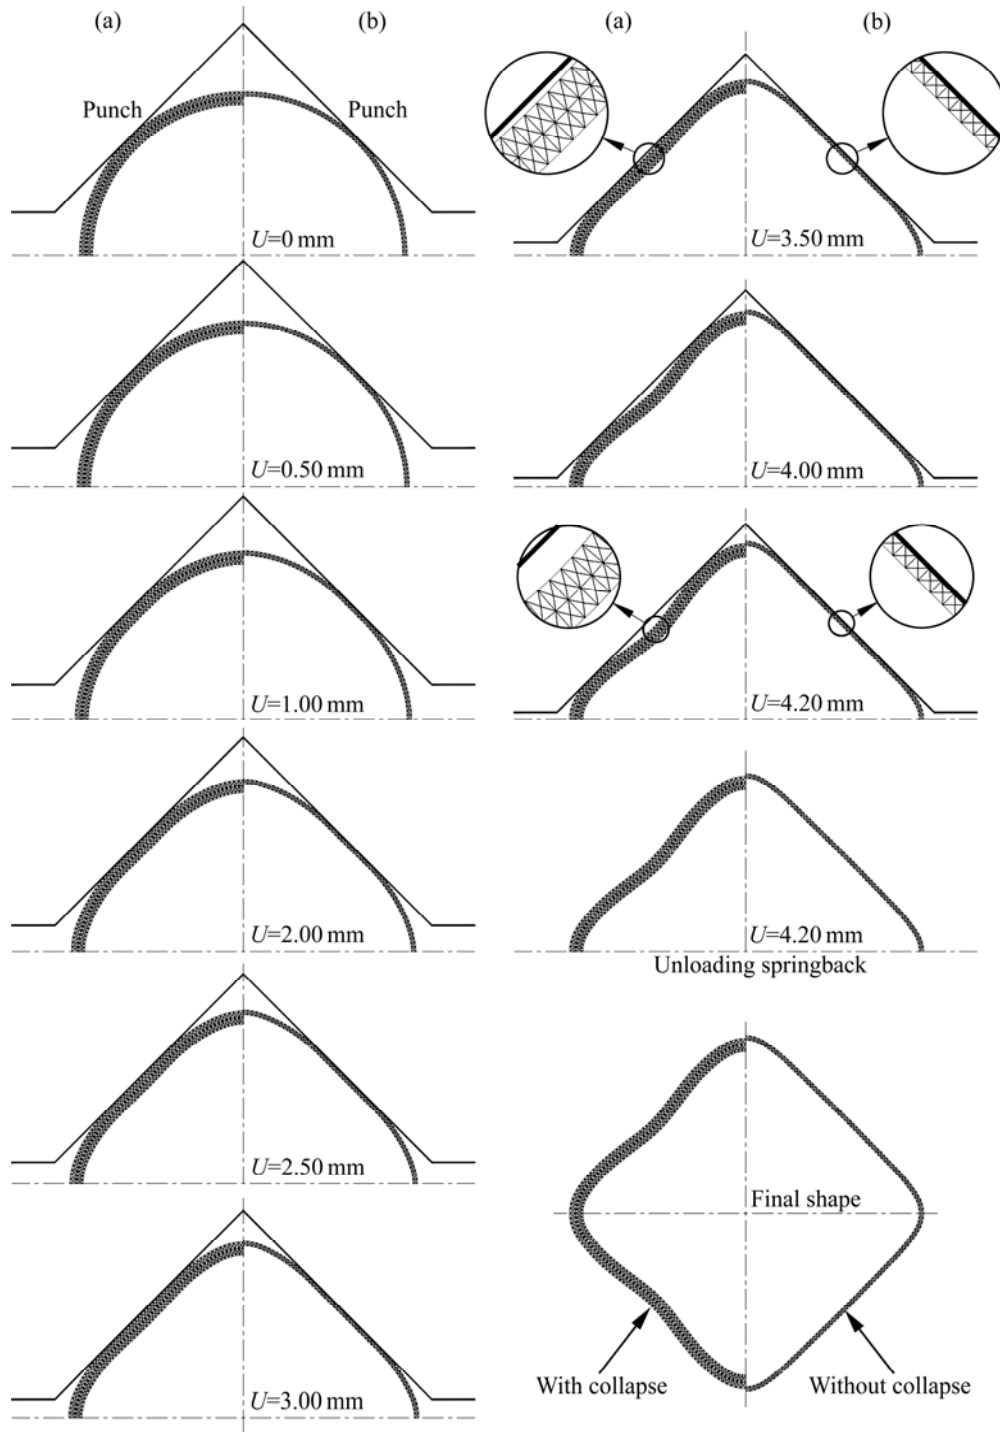 (a)
(b)
Punch
Punch
U=0 mm
U=0.50 mm
U=1.00 mm
U=2.00 mm
U=2.50 mm
U=3.00 mm
(a)
(b)
U=3.50 mm
U=4.00 mm
U=4.20 mm
U=4.20 mm
Unloading springback
Final shape
With collapse
Without collapse